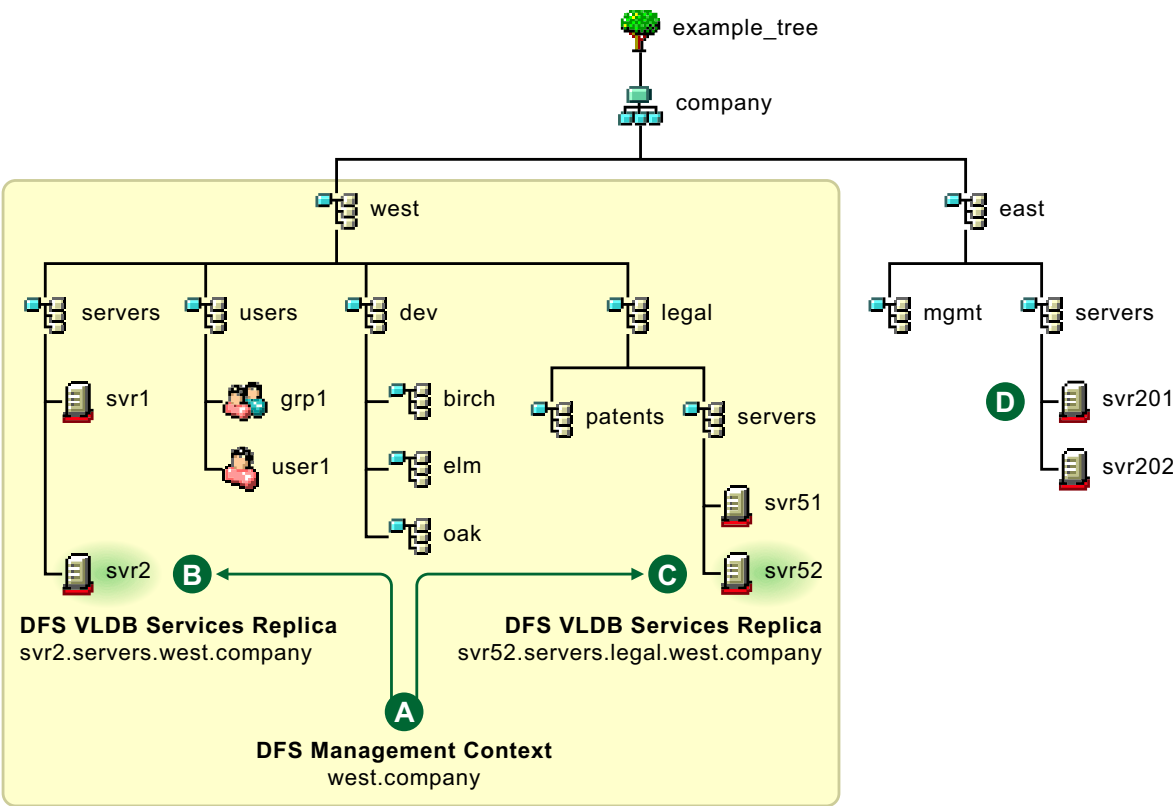 example_tree
company
west
east
servers
users
dev
legal
mgmt
servers
svr1
grp1
birch
patents
servers
D
svr201
user1
elm
svr202
svr51
oak
svr2
B
C
svr52
DFS VLDB Services Replica
svr2.servers.west.company
DFS VLDB Services Replica
svr52.servers.legal.west.company
A
DFS Management Context
west.company